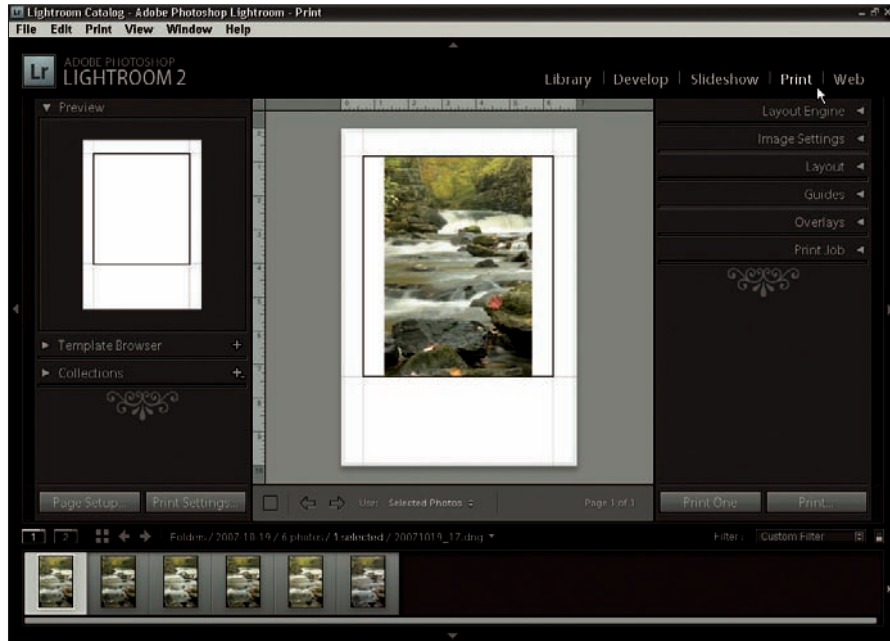 Lightroom Catalog - Adobe Photoshop Lightroom - Print
File Edit Print View Window Help
Lr
ADOBE PHOTOSHOP
LIGHTROOM 2
Library | Develop | Slideshow | Print | Web
Preview
Layout Engine
Image Settings
Layout
Guides
Overlays
Print Job
Template Browser
Collections
Page Setup...
Print Settings...
Use: Selected Photos
Page 1 of 1
Print One
Print...
1 2
Folder / 2007-10-19 / 6 photos / 1 selected / 20071019_17.dng
Filter : Custom Filter